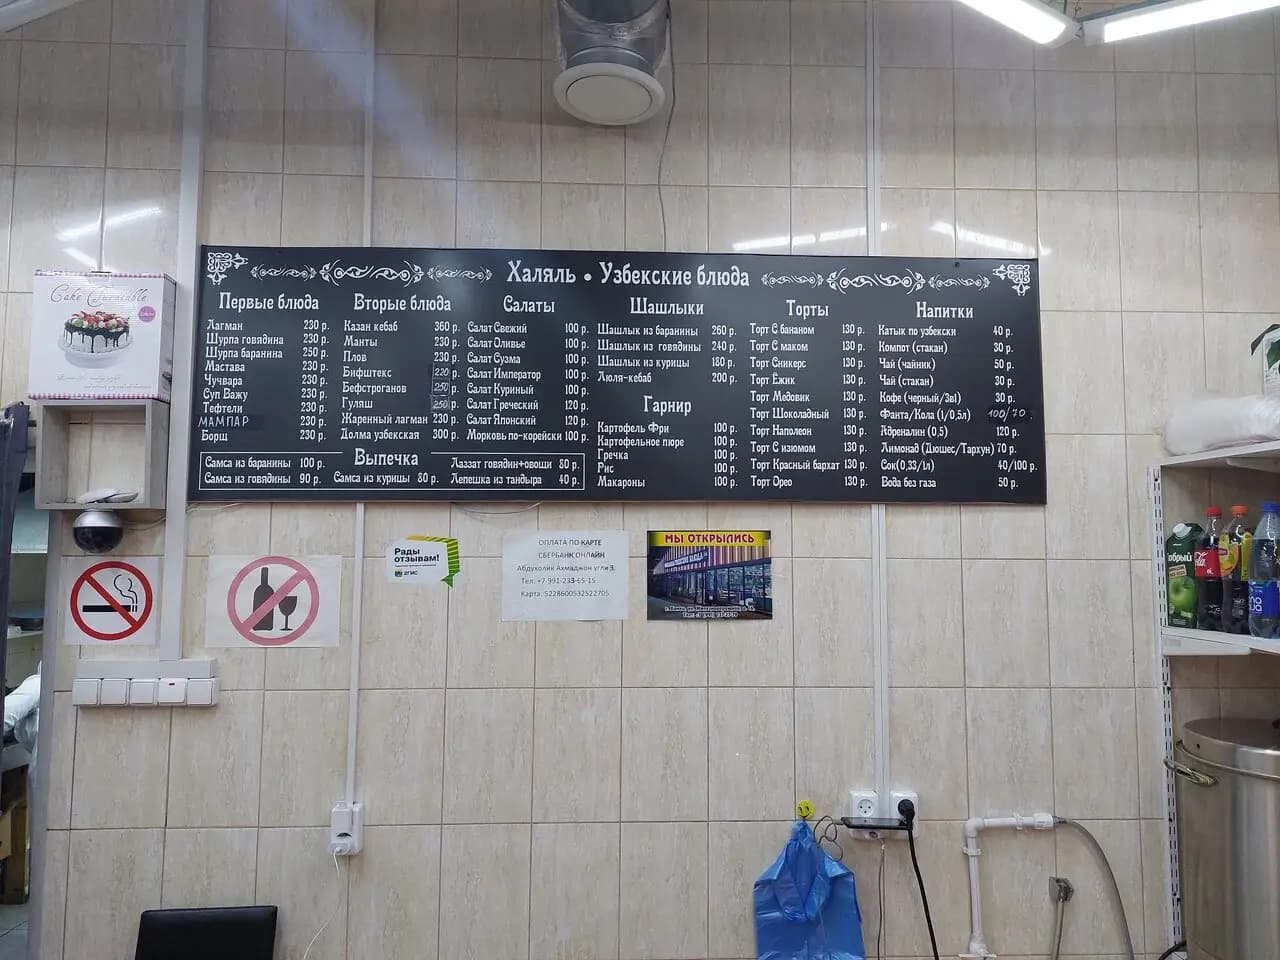 Халяль • Узбекские блюда
Первые блюда
Лагман 230 р.
Шурпа говядина 230 р.
Шурпа баранина 250 р.
Мастава 230 р.
Чучвара 230 р.
Суп Важу 230 р.
Тефтели 230 р.
МАМПАР 230 р.
Борщ 230 р.
Вторые блюда
Казан кебаб 360 р.
Манты 230 р.
Плов 230 р.
Бифштекс 220 р.
Бефстроганов 250 р.
Гуляш 250 р.
Жаренный лагман 230 р.
Долма узбекская 300 р.
Салаты
Салат Свежий 100 р.
Салат Оливье 100 р.
Салат Сузма 100 р.
Салат Император 100 р.
Салат Куриный 100 р.
Салат Греческий 120 р.
Салат Японский 120 р.
Морковь по-корейски 100 р.
Выпечка
Самса из баранины 100 р.
Самса из говядины 90 р.
Самса из курицы 80 р.
Лаззат говядин+овощи 80 р.
Лепешка из тандыра 40 р.
Шашлыки
Шашлык из баранины 260 р.
Шашлык из говядины 240 р.
Шашлык из курицы 180 р.
Люля-кебаб 200 р.
Гарнир
Картофель Фри 100 р.
Картофельное пюре 100 р.
Гречка 100 р.
Рис 100 р.
Макароны 100 р.
Торты
Торт С бананом 130 р.
Торт С маком 130 р.
Торт Сникерс 130 р.
Торт Ёжик 130 р.
Торт Медовик 130 р.
Торт Шоколадный 130 р.
Торт Наполеон 130 р.
Торт С изюмом 130 р.
Торт Красный бархат 130 р.
Торт Орео 130 р.
Напитки
Катык по узбекски 40 р.
Компот (стакан) 30 р.
Чай (чайник) 50 р.
Чай (стакан) 30 р.
Кофе (черный/3в1) 30 р.
Фанта/Кола (1/0,5л) 100/70
Адреналин (0,5) 120 р.
Лимонад (Дюшес/Тархун) 70 р.
Сок(0,33/1л) 40/100 р.
Вода без газа 50 р.
Рады
отзывам!
2ГИС
ОПЛАТА ПО КАРТЕ
СБЕРБАНК ОНЛАЙН
Абдухолик Ахмаджон угли З.
Тел. +7-991-233-65-15
Карта. 5228600532522705
МЫ ОТКРЫЛИСЬ
добрый